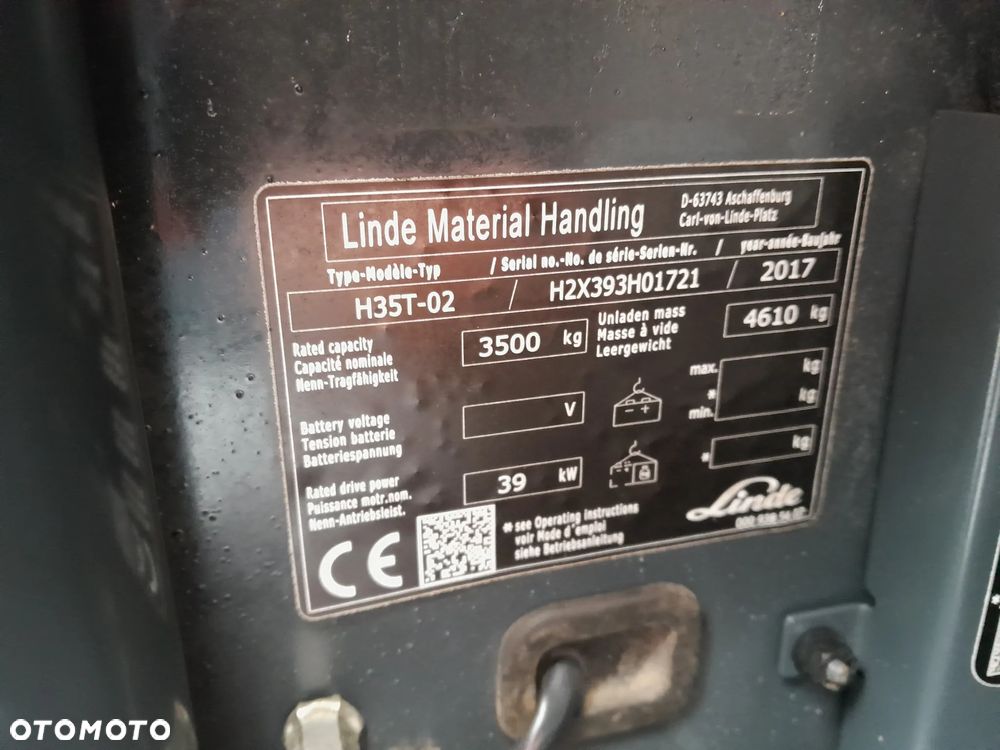 Linde Material Handling
D-63743 Aschaffenburg
Carl-von-Linde-Platz
Type-Modèle-Typ / Serial no.-No. de série-Serien-Nr. / year-année-Baujahr
H35T-02 / H2X393H01721 / 2017
Rated capacity
Capacité nominale
Nenn-Tragfähigkeit
3500 kg
Unladen mass
Masse à vide
Leergewicht
4610 kg
Battery voltage
Tension batterie
Batteriespannung
V
- +
max. kg
*
min. kg
Rated drive power
Puissance motr.nom.
Nenn-Antriebsleist.
39 kW
* kg
CE
* see Operating instructions
voir Mode d'emploi
siehe Betriebsanleitung
Linde
OTOMOTO